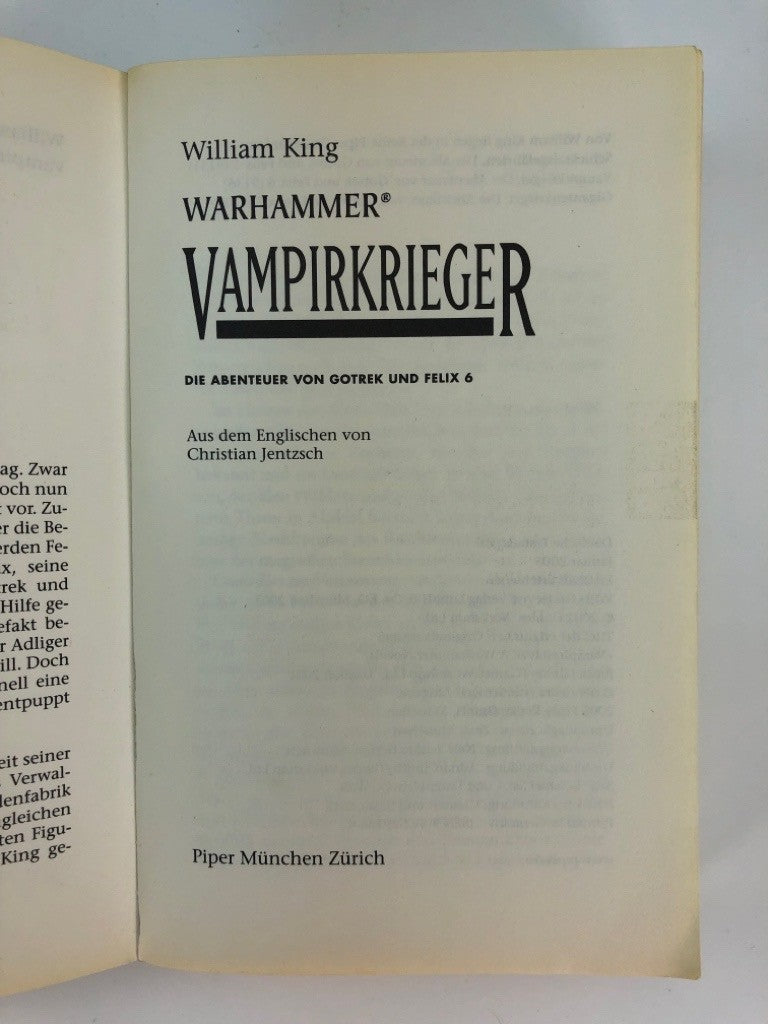 ag. Zwar
och nun
t vor. Zu-
er die Be-
erden Fe-
x, seine
rek und
Hilfe ge-
efakt be-
r Adliger
ill. Doch
nell eine
entpuppt
eit seiner
Verwal-
lenfabrik
gleichen
ten Figu-
King ge-
William King
WARHAMMER®
VAMPIRKRIEGER
DIE ABENTEUER VON GOTREK UND FELIX 6
Aus dem Englischen von
Christian Jentzsch
Piper München Zürich